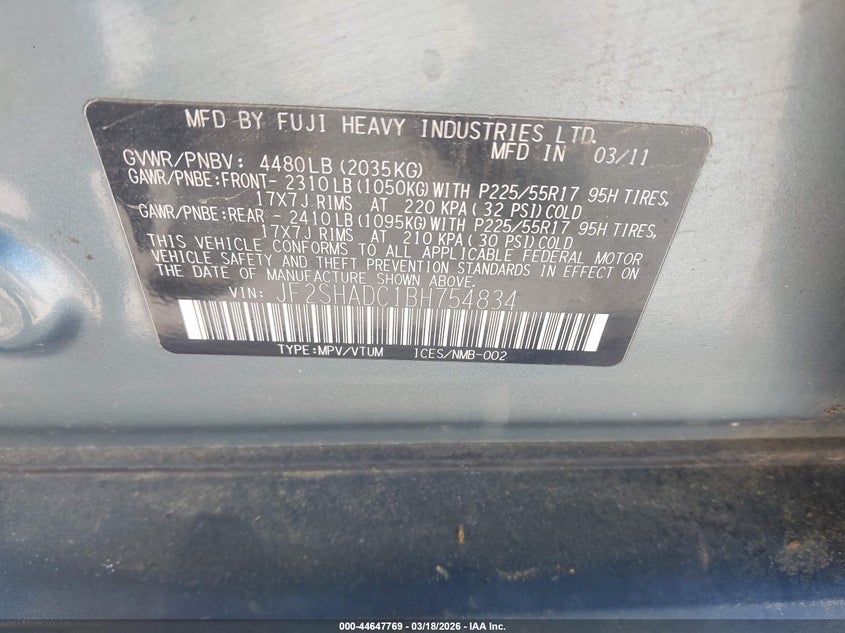 MFD BY FUJI HEAVY INDUSTRIES LTD.
MFD IN 03/11
GVWR/PNBV: 4480LB(2035KG)
GAWR/PNBE:FRONT- 2310LB(1050KG)WITH P225/55R17 95H TIRES,
17X7J RIMS AT 220 KPA(32 PSI)COLD
GAWR/PNBE:REAR - 2410LB(1095KG)WITH P225/55R17 95H TIRES,
17X7J RIMS AT 210 KPA(30 PSI)COLD
THIS VEHICLE CONFORMS TO ALL APPLICABLE FEDERAL MOTOR
VEHICLE SAFETY AND THEFT PREVENTION STANDARDS IN EFFECT ON
THE DATE OF MANUFACTURE SHOWN ABOVE.
VIN: JF2SHADC1BH754834
TYPE:MPV/VTUM ICES/NMB-002
000-44647769 — 03/18/2026 — IAA Inc.